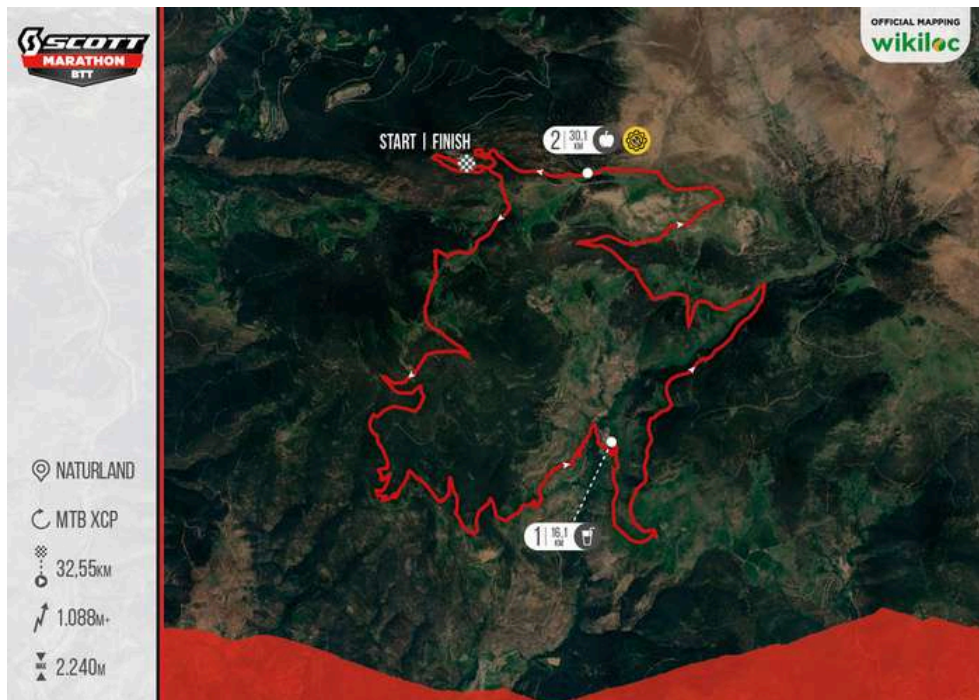 SCOTT
MARATHON
BTT
OFFICIAL MAPPING
wikiloc
START | FINISH
2 | 30,1 KM
1 | 16,1 KM
NATURLAND
MTB XCP
32,55KM
1.088M+
MAX
2.240M